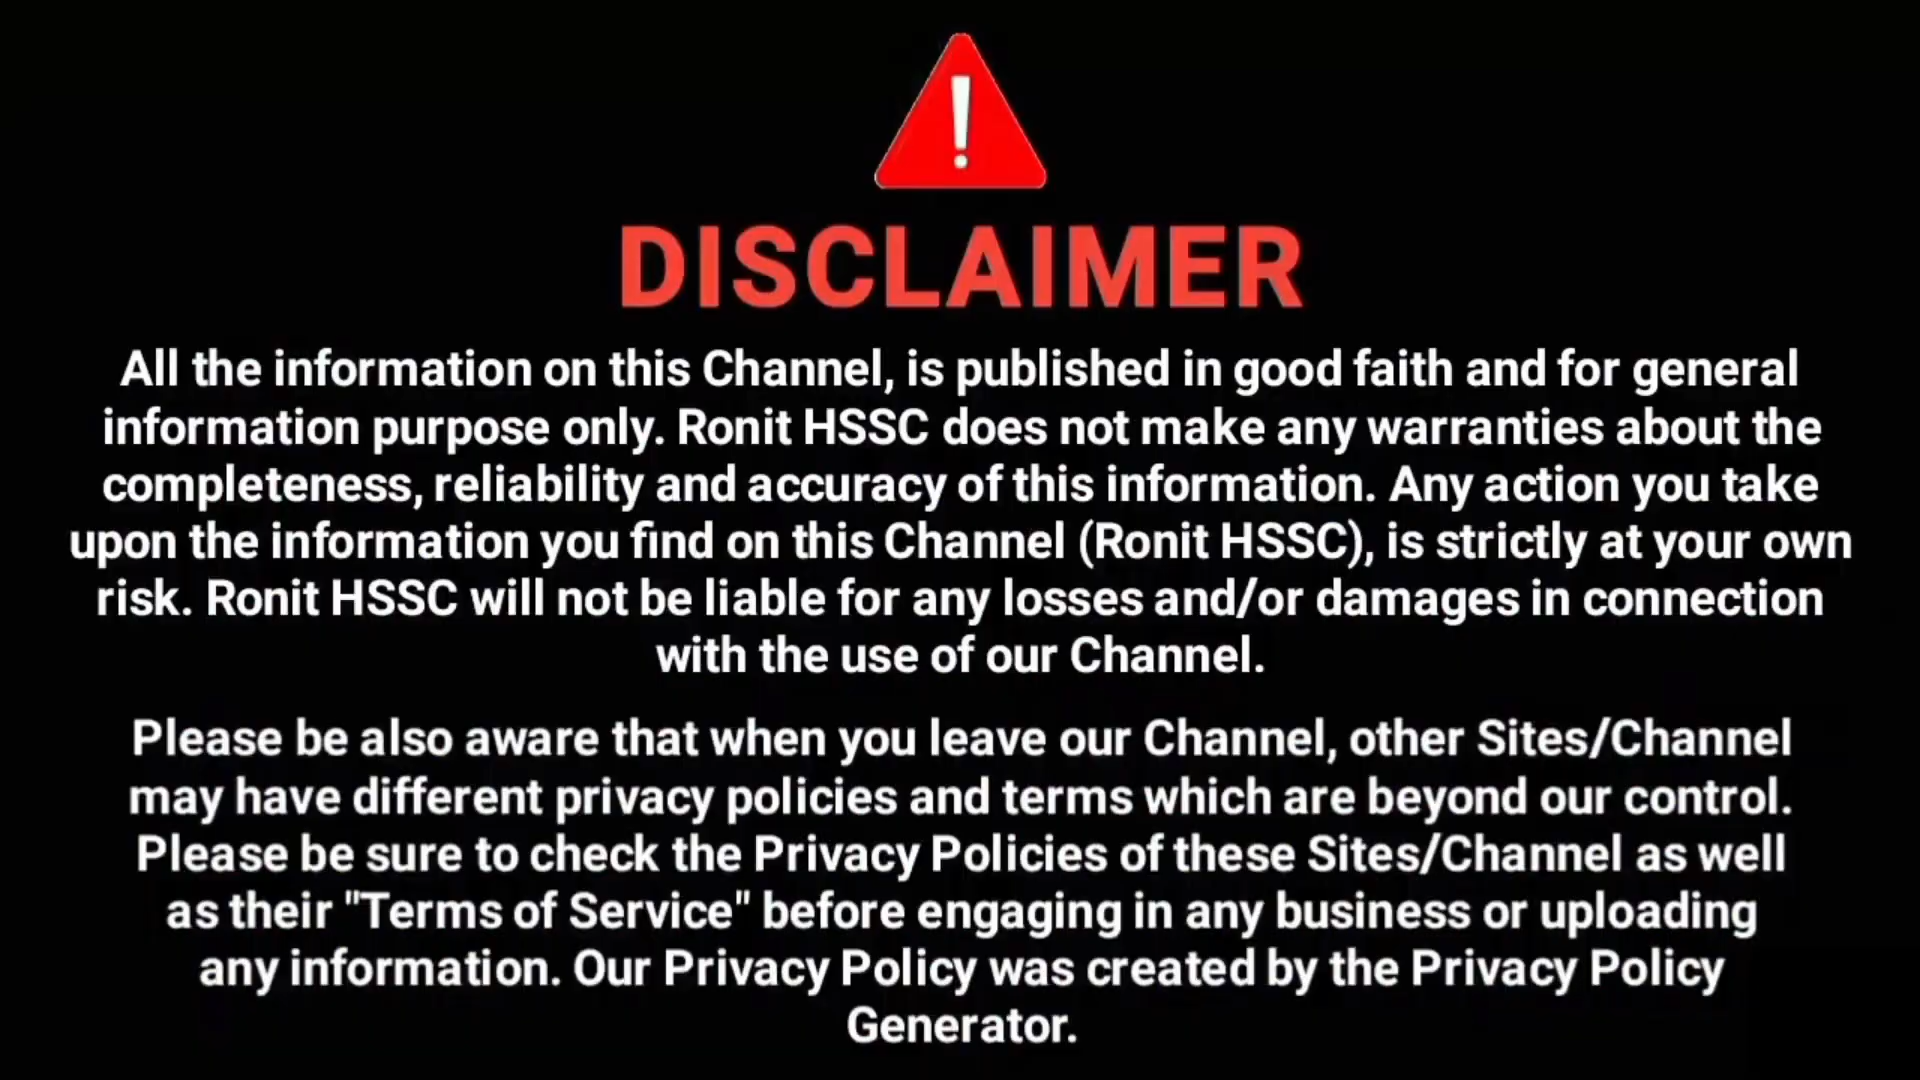 DISCLAIMER
All the information on this Channel, is published in good faith and for general
information purpose only. Ronit HSSC does not make any warranties about the
completeness, reliability and accuracy of this information. Any action you take
upon the information you find on this Channel (Ronit HSSC), is strictly at your own
risk. Ronit HSSC will not be liable for any losses and/or damages in connection
with the use of our Channel.
Please be also aware that when you leave our Channel, other Sites/Channel
may have different privacy policies and terms which are beyond our control.
Please be sure to check the Privacy Policies of these Sites/Channel as well
as their "Terms of Service" before engaging in any business or uploading
any information. Our Privacy Policy was created by the Privacy Policy
Generator.